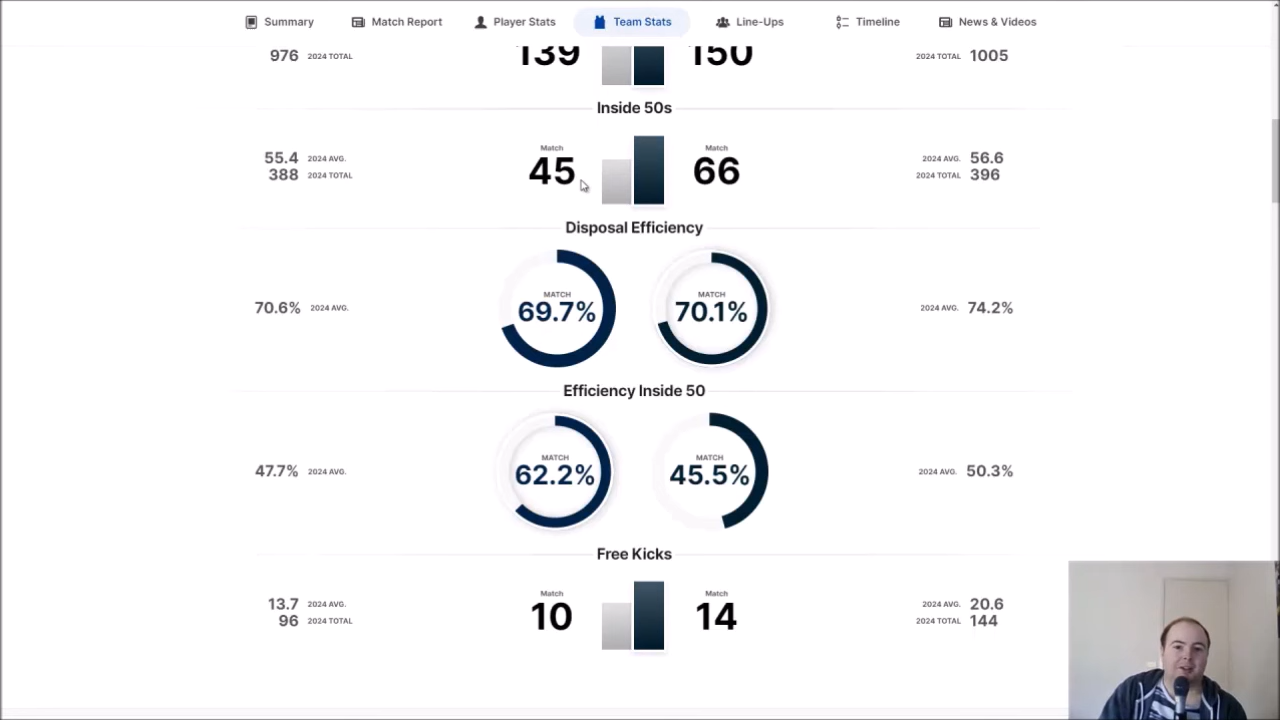 Summary Match Report Player Stats Team Stats Line-Ups Timeline News & Videos
976 2024 TOTAL 139 150 2024 TOTAL 1005
Inside 50s
55.4 2024 AVG. Match Match 2024 AVG. 56.6
388 2024 TOTAL 45 66 2024 TOTAL 396
Disposal Efficiency
MATCH MATCH
70.6% 2024 AVG. 69.7% 70.1% 2024 AVG. 74.2%
Efficiency Inside 50
MATCH MATCH
47.7% 2024 AVG. 62.2% 45.5% 2024 AVG. 50.3%
Free Kicks
Match Match
13.7 2024 AVG. 10 14 2024 AVG. 20.6
96 2024 TOTAL 2024 TOTAL 144